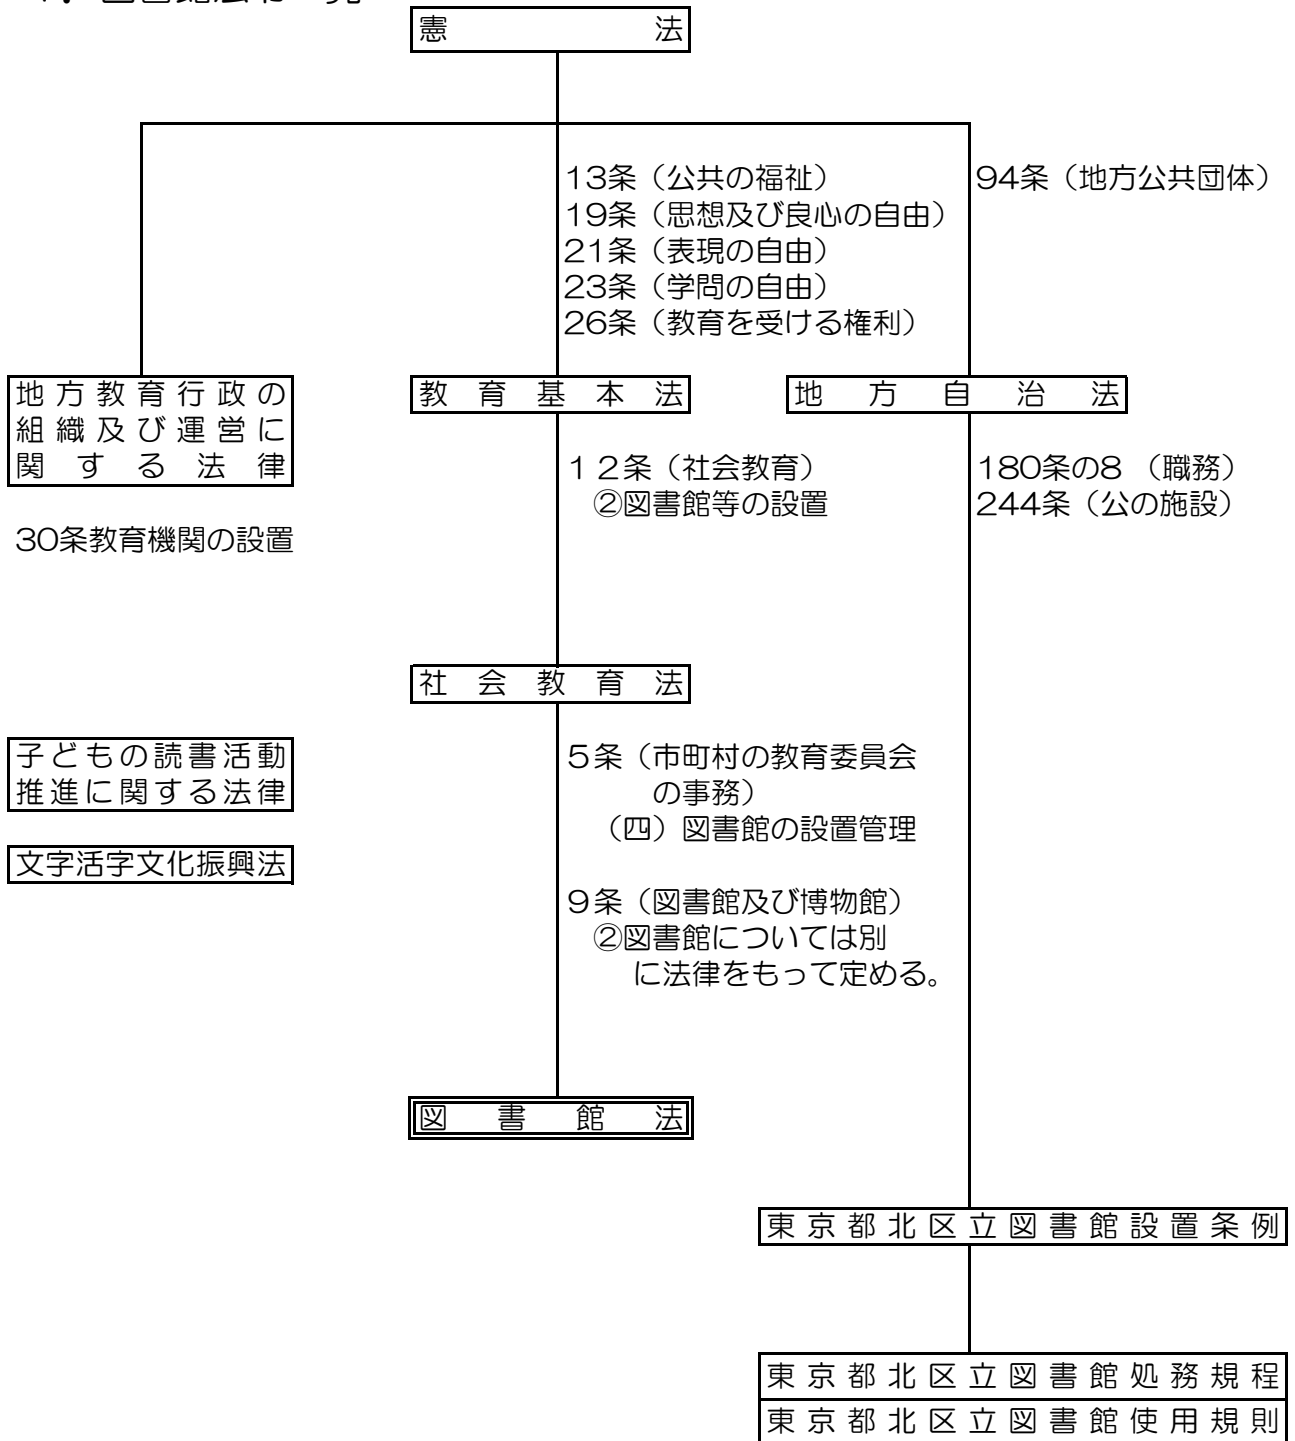 憲法
13条（公共の福祉）
19条（思想及び良心の自由）
21条（表現の自由）
23条（学問の自由）
26条（教育を受ける権利）
94条（地方公共団体）
地方教育行政の
組織及び運営に
関する法律
30条教育機関の設置
教育基本法
１２条（社会教育）
②図書館等の設置
地方自治法
180条の8 （職務）
244条（公の施設）
社会教育法
５条（市町村の教育委員会
の事務）
（四）図書館の設置管理
９条（図書館及び博物館）
②図書館については別
に法律をもって定める。
子どもの読書活動
推進に関する法律
文字活字文化振興法
図書館法
東京都北区立図書館設置条例
東京都北区立図書館処務規程
東京都北区立図書館使用規則